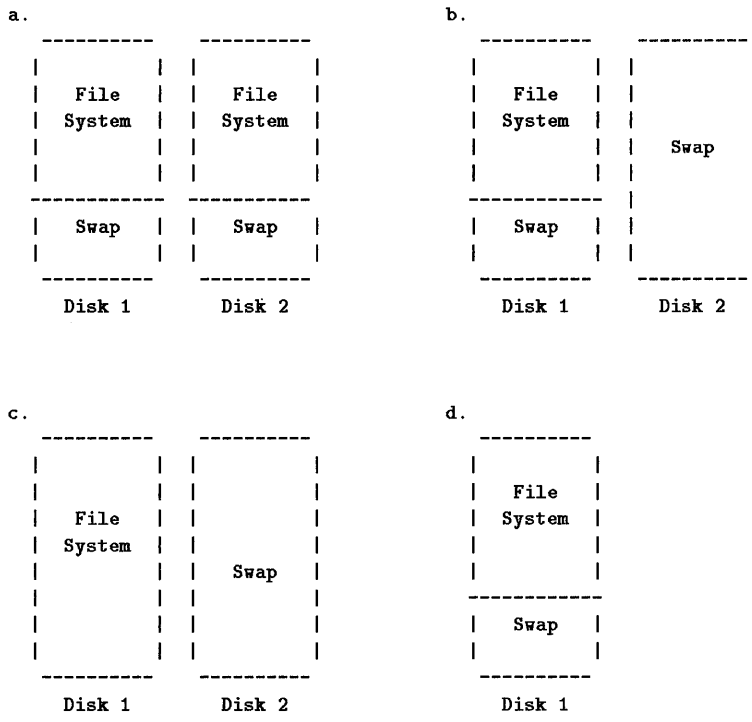 a.
File
System
Swap
Disk 1
File
System
Swap
Disk 2
b.
File
System
Swap
Disk 1
Swap
Disk 2
c.
File
System
Disk 1
Swap
Disk 2
d.
File
System
Swap
Disk 1